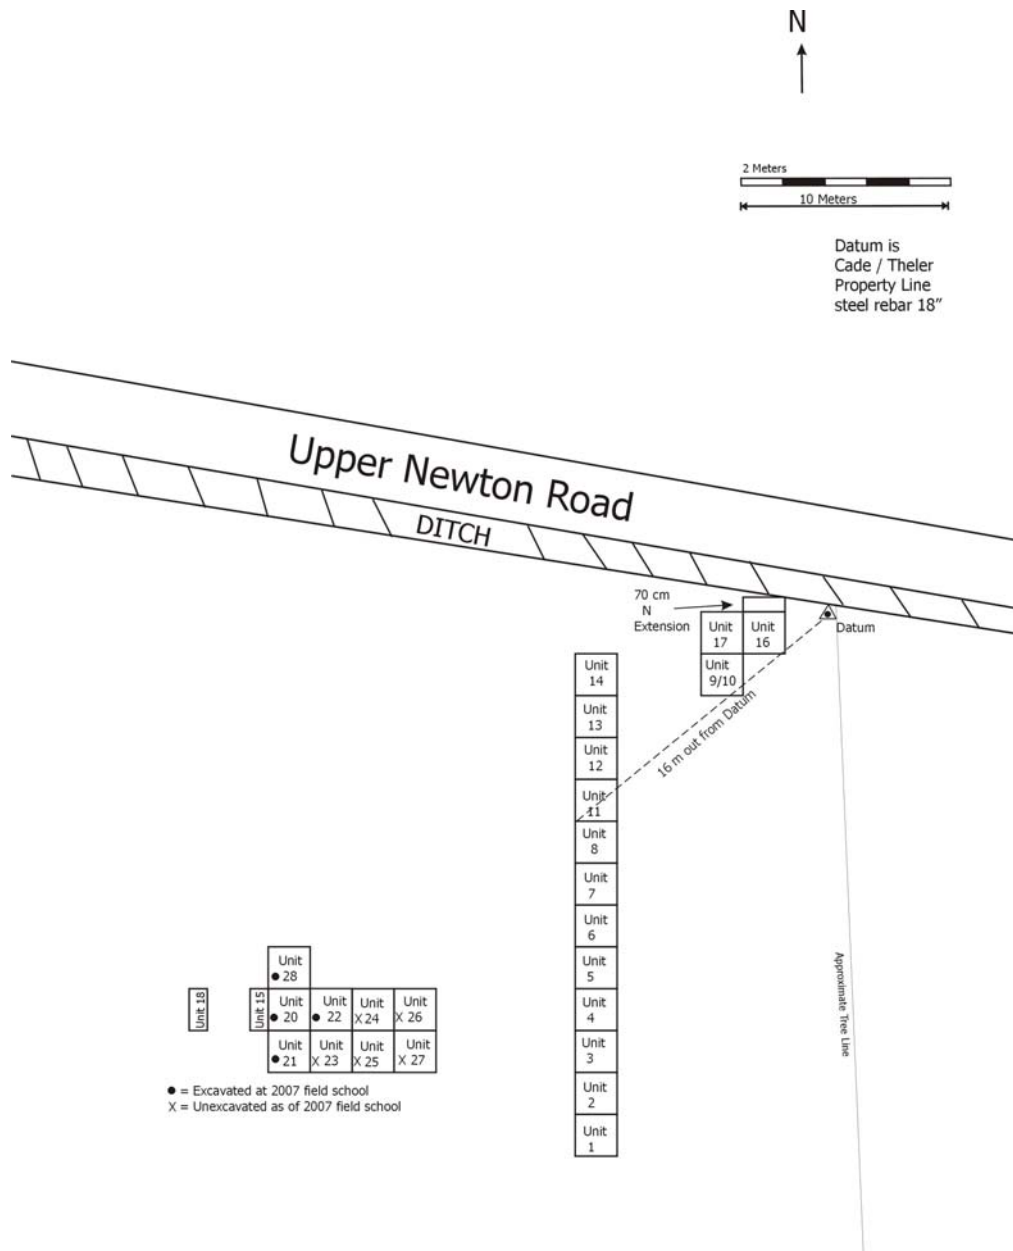 N
2 Meters
10 Meters
Datum is
Cade / Theler
Property Line
steel rebar 18"
Upper Newton Road
DITCH
70 cm
N
Extension
Unit
17
Unit
16
Datum
Unit
9/10
16 m out from Datum
Unit
14
Unit
13
Unit
12
Unit
11
Unit
8
Unit
7
Unit
6
Unit
5
Unit
4
Unit
3
Unit
2
Unit
1
Approximate Tree Line
Unit
28
Unit 18
Unit 15
Unit
20
Unit
22
Unit
X 24
Unit
X 26
Unit
21
Unit
X 23
Unit
X 25
Unit
X 27
● = Excavated at 2007 field school
X = Unexcavated as of 2007 field school